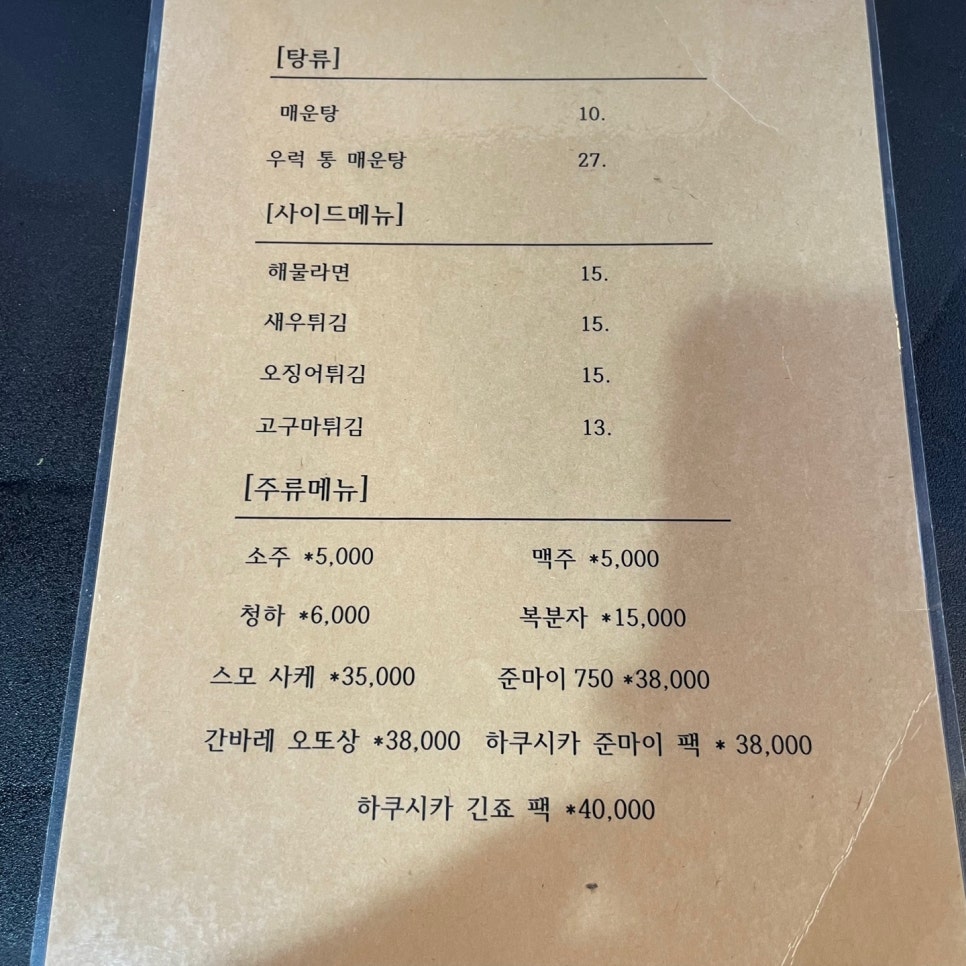 [탕류]
매운탕 10.
우럭 통 매운탕 27.
[사이드메뉴]
해물라면 15.
새우튀김 15.
오징어튀김 15.
고구마튀김 13.
[주류메뉴]
소주 *5,000 맥주 *5,000
청하 *6,000 복분자 *15,000
스모 사케 *35,000 준마이 750 *38,000
간바레 오또상 *38,000 하쿠시카 준마이 팩 * 38,000
하쿠시카 긴죠 팩 *40,000